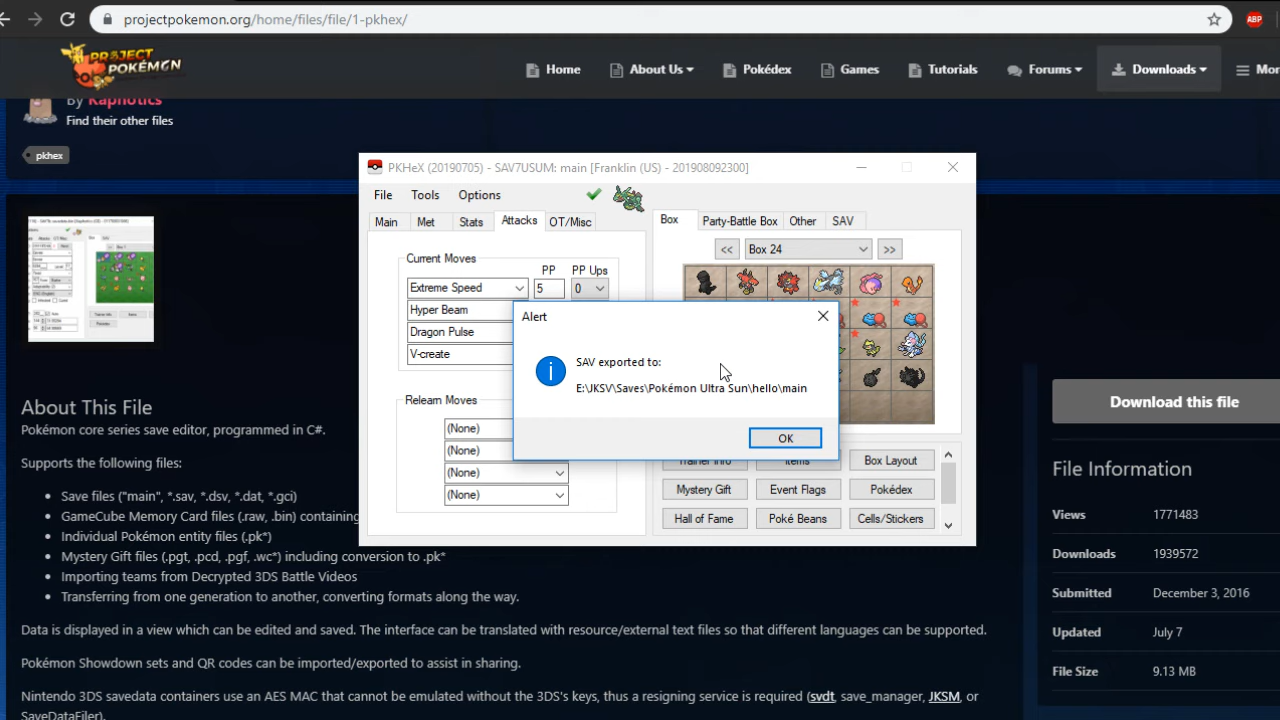 projectpokemon.org/home/files/file/1-pkhex/
ABP
PROJECT
POKÉMON
Home
About Us
Pokédex
Games
Tutorials
Forums
Downloads
By Kaphotics
Find their other files
pkhex
PKHeX (20190705) - SAV7USUM: main [Franklin (US) - 201908092300]
File Tools Options
Main Met Stats Attacks OT/Misc
Box Party-Battle Box Other SAV
<< Box 24 >>
Current Moves
PP PP Ups
Extreme Speed 5 0
Hyper Beam
Dragon Pulse
V-create
Relearn Moves
(None)
(None)
(None)
(None)
Alert
SAV exported to:
E:\JKSV\Saves\Pokémon Ultra Sun\hello\main
OK
Trainer Info Items Box Layout
Mystery Gift Event Flags Pokédex
Hall of Fame Poké Beans Cells/Stickers
About This File
Pokémon core series save editor, programmed in C#.
Supports the following files:
Save files ("main", *.sav, *.dsv, *.dat, *.gci)
GameCube Memory Card files (.raw, .bin) containing
Individual Pokémon entity files (.pk*)
Mystery Gift files (.pgt, .pcd, .pgf, .wc*) including conversion to .pk*
Importing teams from Decrypted 3DS Battle Videos
Transferring from one generation to another, converting formats along the way.
Data is displayed in a view which can be edited and saved. The interface can be translated with resource/external text files so that different languages can be supported.
Pokémon Showdown sets and QR codes can be imported/exported to assist in sharing.
Nintendo 3DS savedata containers use an AES MAC that cannot be emulated without the 3DS's keys, thus a resigning service is required (svdt, save_manager, JKSM, or
SaveDataFiler).
Download this file
File Information
Views 1771483
Downloads 1939572
Submitted December 3, 2016
Updated July 7
File Size 9.13 MB